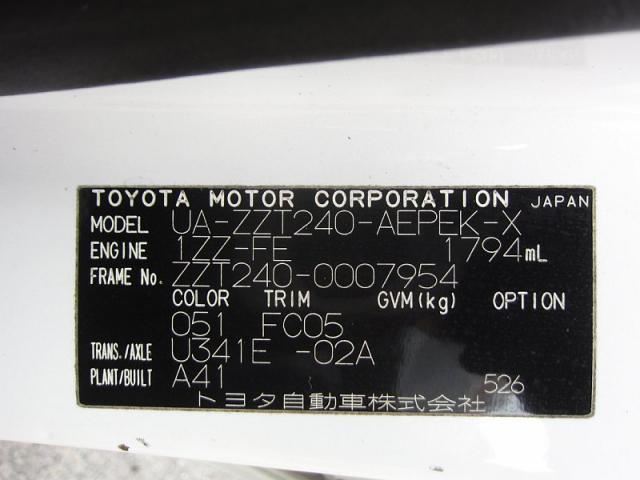 TOYOTA MOTOR CORPORATION JAPAN
MODEL UA-ZZT240-AEPEK-X
ENGINE 1ZZ-FE 1794mL
FRAME No. ZZT240-0007954
COLOR TRIM GVM(kg) OPTION
051 FC05
TRANS./AXLE U341E -02A
PLANT/BUILT A41 526
トヨタ自動車株式会社